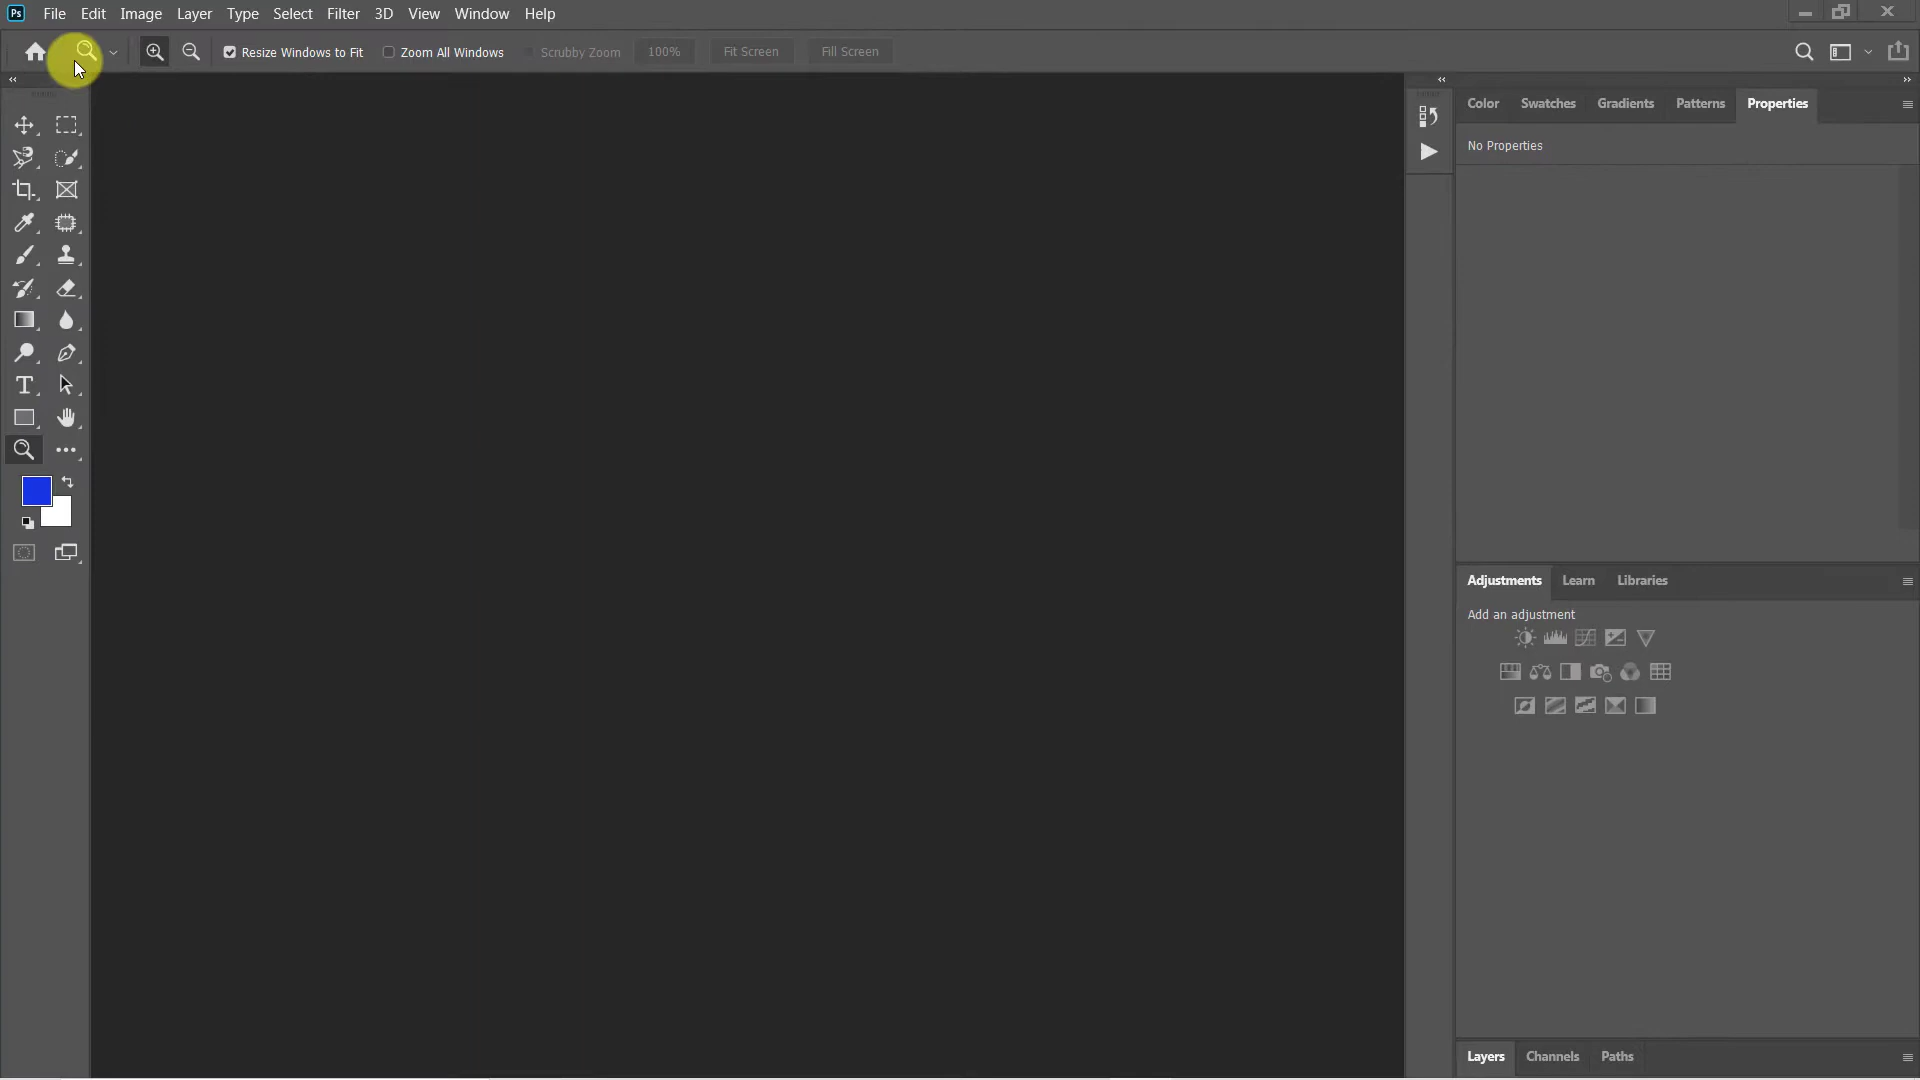 Ps File Edit Image Layer Type Select Filter 3D View Window Help
Resize Windows to Fit Zoom All Windows Scrubby Zoom 100% Fit Screen Fill Screen
Color Swatches Gradients Patterns Properties
No Properties
T
Adjustments Learn Libraries
Add an adjustment
Layers Channels Paths